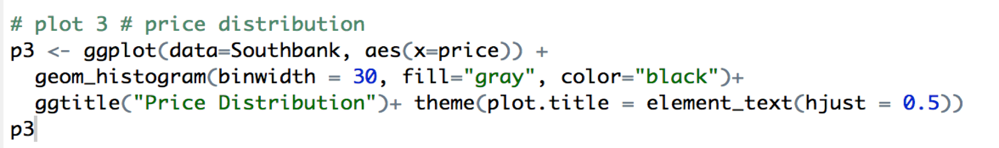 # plot 3 # price distribution
p3 <- ggplot(data=Southbank, aes(x=price)) +
  geom_histogram(binwidth = 30, fill="gray", color="black")+
  ggtitle("Price Distribution")+ theme(plot.title = element_text(hjust = 0.5))
p3